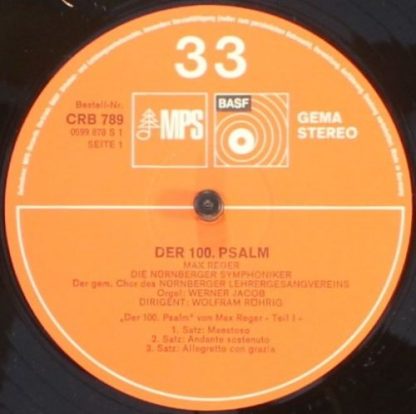 33
Bestell-Nr.
CRB 789
0699 878 S 1
SEITE 1
MPS
BASF
GEMA
STEREO
DER 100. PSALM
MAX REGER
DIE NÜRNBERGER SYMPHONIKER
Der gem. Chor des NÜRNBERGER LEHRERGESANGVEREINS
Orgel: WERNER JACOB
DIRIGENT: WOLFRAM RÖHRIG
„Der 100. Psalm" von Max Reger - Teil I -
1. Satz: Maestoso
2. Satz: Andante sostenuto
3. Satz: Allegretto con grazia